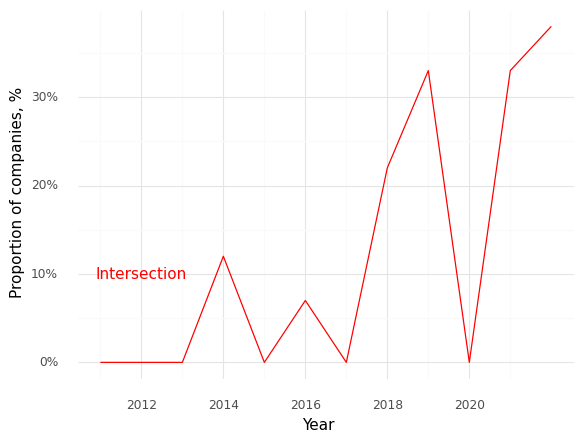 Proportion of companies, %
30%
20%
10%
0%
Intersection
2012 2014 2016 2018 2020
Year